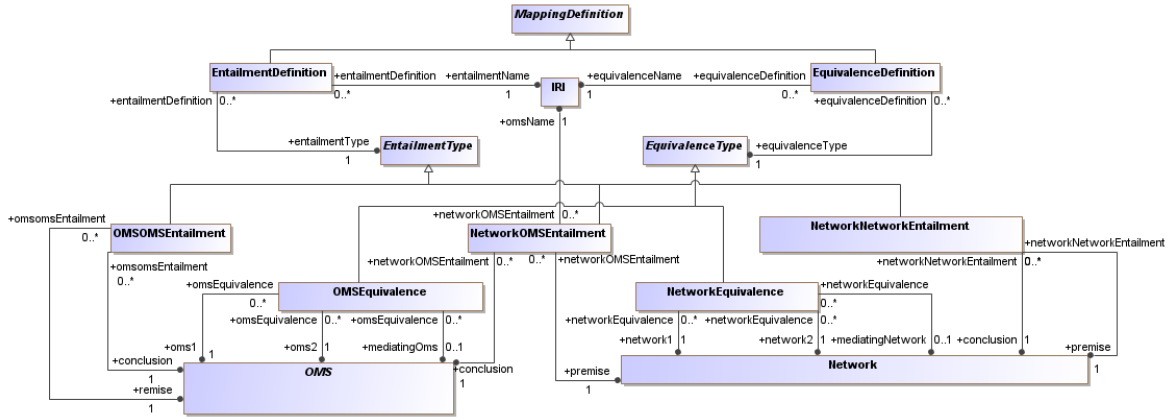 MappingDefinition
EntailmentDefinition
+entailmentDefinition
+entailmentName
0..*
1
IRI
+equivalenceName
+equivalenceDefinition
1
0..*
EquivalenceDefinition
+entailmentDefinition
0..*
+equivalenceDefinition
0..*
+omsName
1
+entailmentType
1
EntailmentType
EquivalenceType
+equivalenceType
1
+omsomsEntailment
0..*
OMSOMSEntailment
+networkOMSEntailment
0..*
NetworkOMSEntailment
NetworkNetworkEntailment
+networkNetworkEntailment
0..*
+omsomsEntailment
0..*
+networkOMSEntailment
0..*
0..*
+networkOMSEntailment
+networkNetworkEntailment
0..*
+omsEquivalence
0..*
OMSEquivalence
NetworkEquivalence
+networkEquivalence
0..*
+omsEquivalence
0..*
+omsEquivalence
0..*
+networkEquivalence
0..*
+networkEquivalence
0..*
+oms1
1
+oms2
1
+mediatingOms
0..1
+network1
1
+network2
1
+mediatingNetwork
0..1
+conclusion
1
+premise
1
+conclusion
1
OMS
+conclusion
1
+premise
1
Network
+remise
1